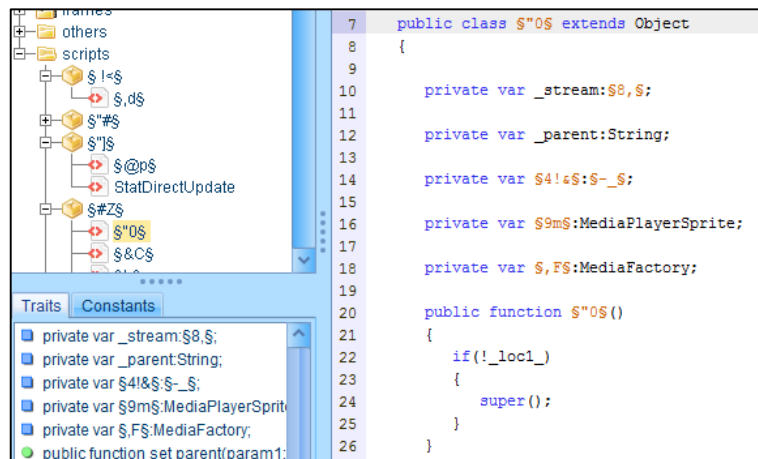 frames
others
scripts
§ !<§
§,d§
§"#§
§"]§
§@p§
StatDirectUpdate
§#Z§
§"0§
§&C§
Traits
Constants
private var _stream:§8,§;
private var _parent:String;
private var §4!&§:§-_§;
private var §9m§:MediaPlayerSprit
private var §,F§:MediaFactory;
public function set parent(param1:
7 public class §"0§ extends Object
8 {
9
10 private var _stream:§8,§;
11
12 private var _parent:String;
13
14 private var §4!&§:§-_§;
15
16 private var §9m§:MediaPlayerSprite;
17
18 private var §,F§:MediaFactory;
19
20 public function §"0§()
21 {
22 if(!_loc1_)
23 {
24 super();
25 }
26 }